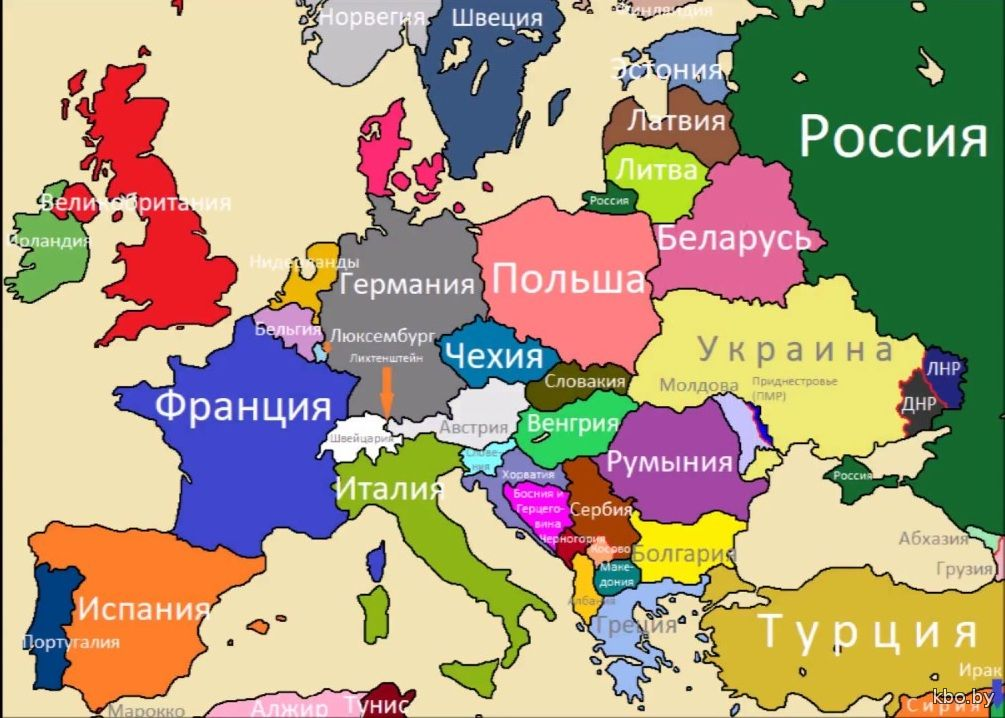 Норвегия
Швеция
Финляндия
Эстония
Латвия
Россия
Литва
Россия
Великобритания
Ирландия
Беларусь
Нидерланды
Германия
Польша
Бельгия
Люксембург
Лихтенштейн
Чехия
Украина
Словакия
Молдова
Приднестровье
(ПМР)
ЛНР
ДНР
Франция
Швейцария
Австрия
Венгрия
Румыния
Слове-
ния
Хорватия
Италия
Босния и
Герцего-
вина
Сербия
Россия
Черногория
Косово
Болгария
Абхазия
Грузия
Маке-
дония
Албания
Испания
Португалия
Греция
Турция
Ирак
Марокко
Алжир
Тунис
Сирия
kbo.by